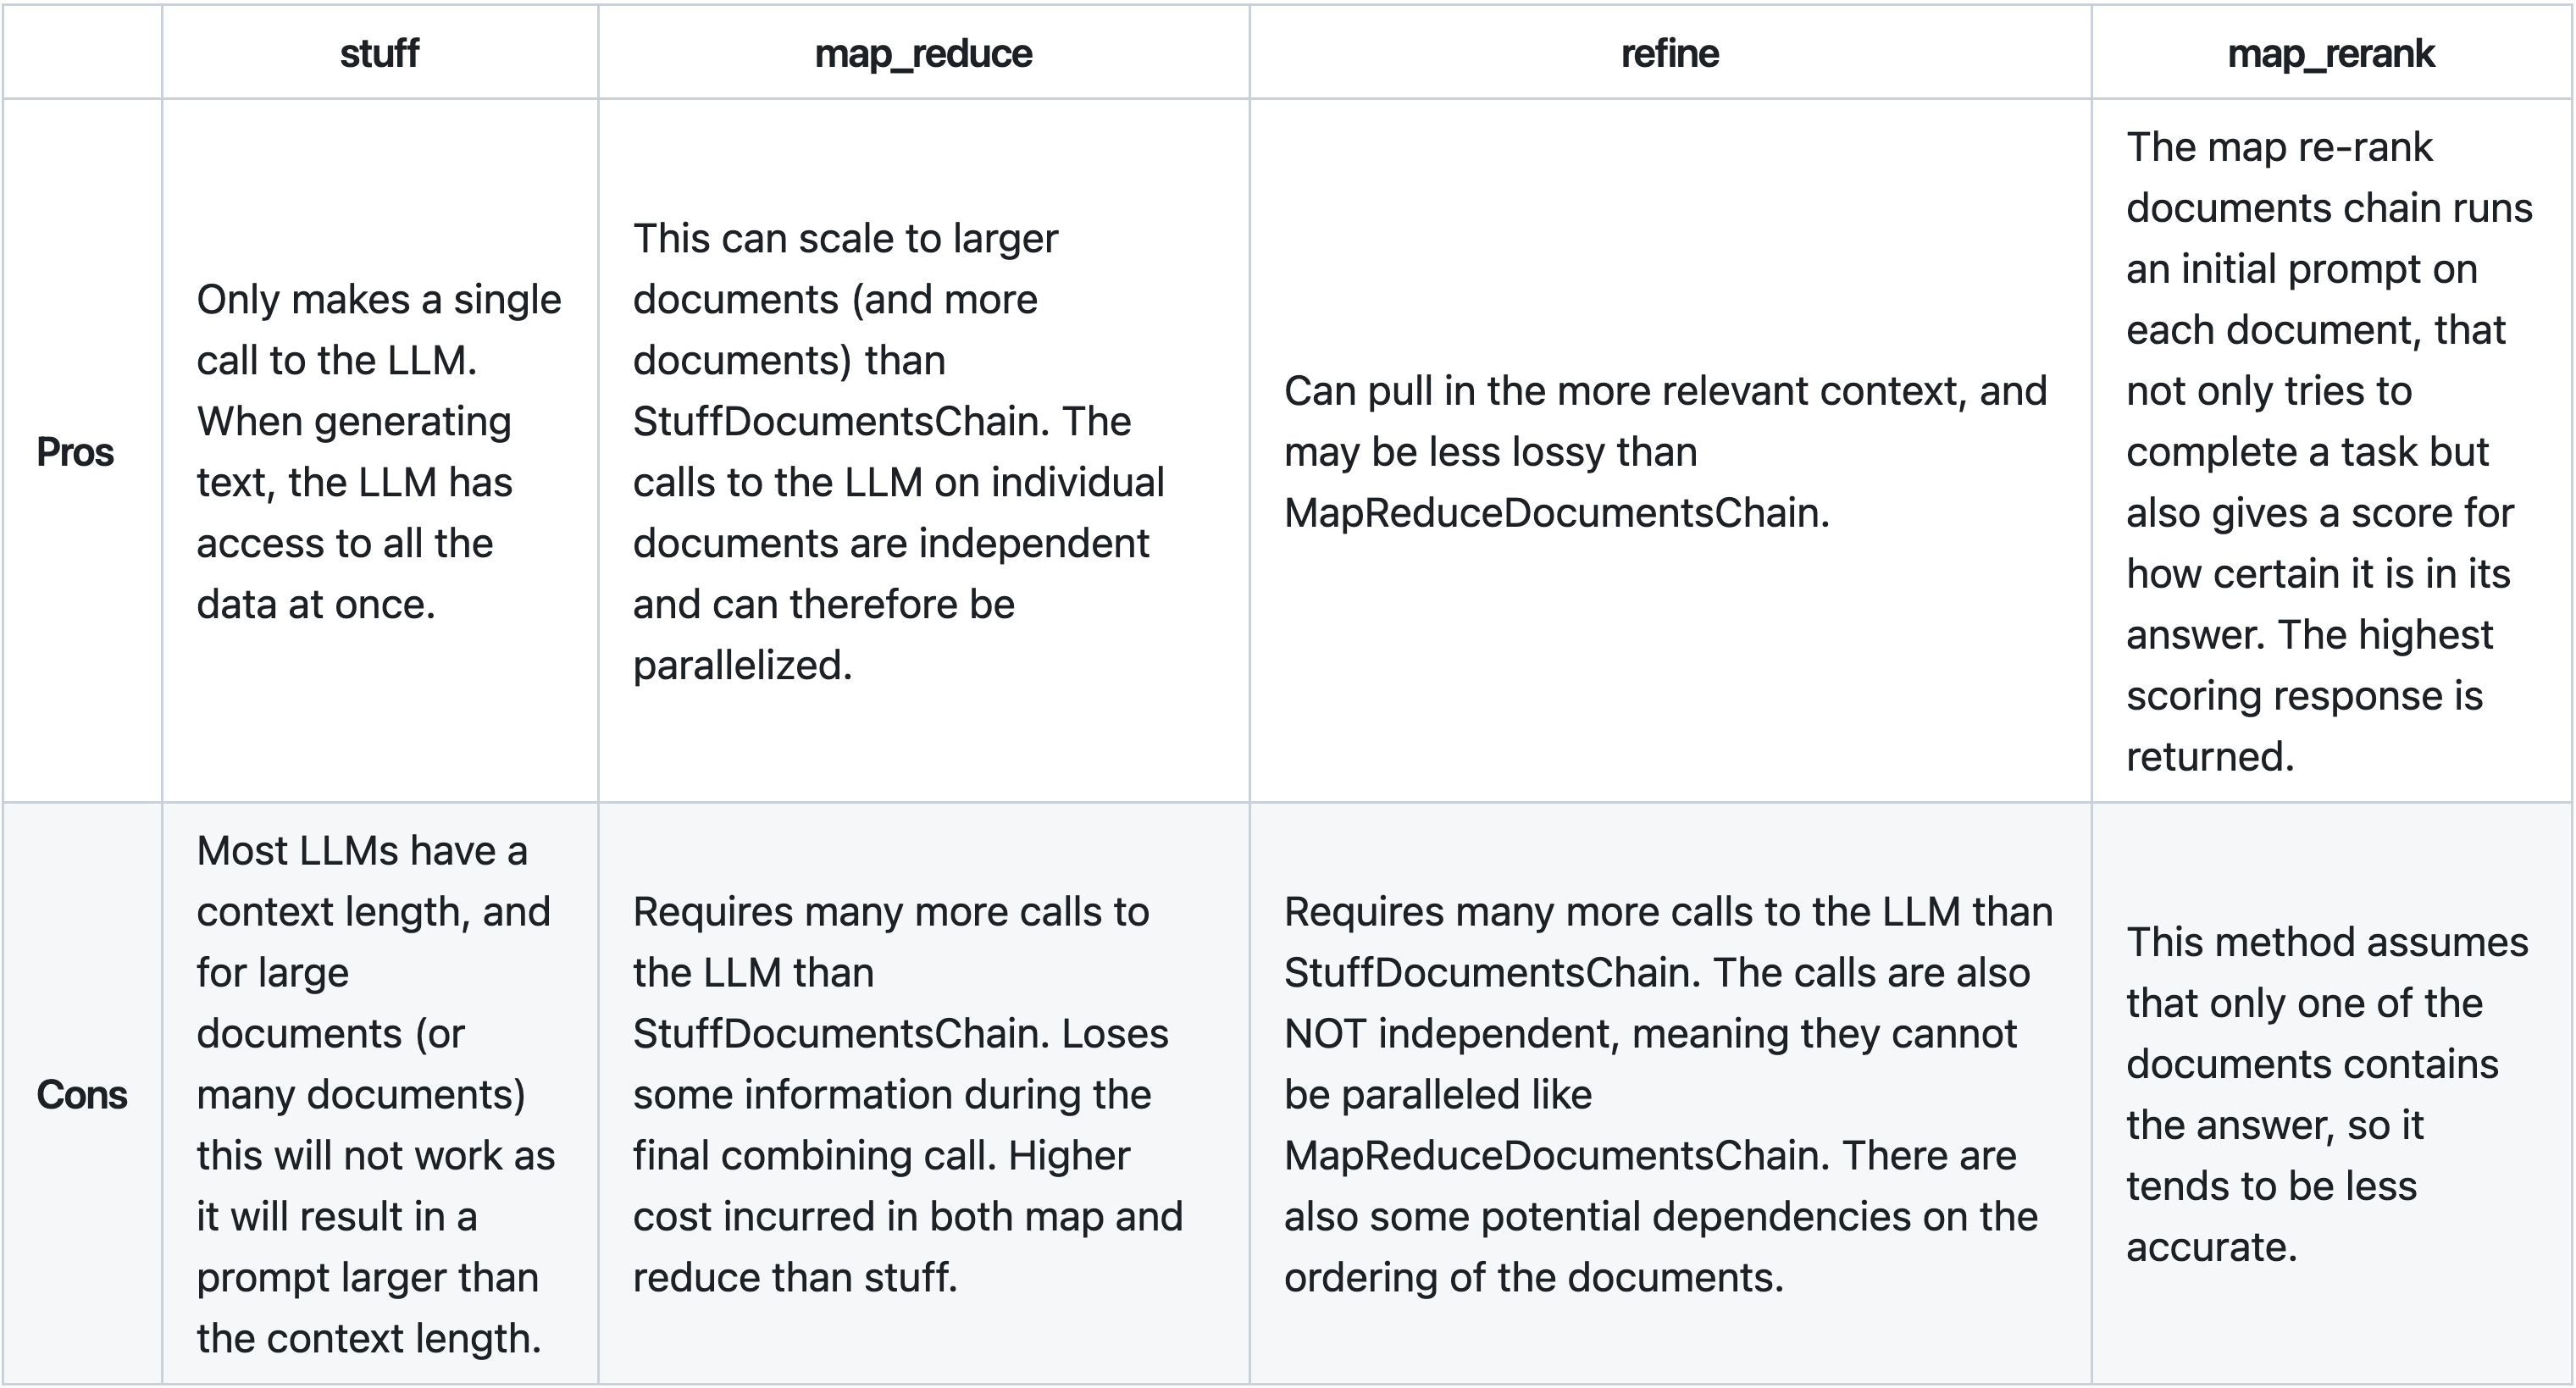 stuff
map_reduce
refine
map_rerank
Pros
Only makes a single
call to the LLM.
When generating
text, the LLM has
access to all the
data at once.
This can scale to larger
documents (and more
documents) than
StuffDocumentsChain. The
calls to the LLM on individual
documents are independent
and can therefore be
parallelized.
Can pull in the more relevant context, and
may be less lossy than
MapReduceDocumentsChain.
The map re-rank
documents chain runs
an initial prompt on
each document, that
not only tries to
complete a task but
also gives a score for
how certain it is in its
answer. The highest
scoring response is
returned.
Cons
Most LLMs have a
context length, and
for large
documents (or
many documents)
this will not work as
it will result in a
prompt larger than
the context length.
Requires many more calls to
the LLM than
StuffDocumentsChain. Loses
some information during the
final combining call. Higher
cost incurred in both map and
reduce than stuff.
Requires many more calls to the LLM than
StuffDocumentsChain. The calls are also
NOT independent, meaning they cannot
be paralleled like
MapReduceDocumentsChain. There are
also some potential dependencies on the
ordering of the documents.
This method assumes
that only one of the
documents contains
the answer, so it
tends to be less
accurate.